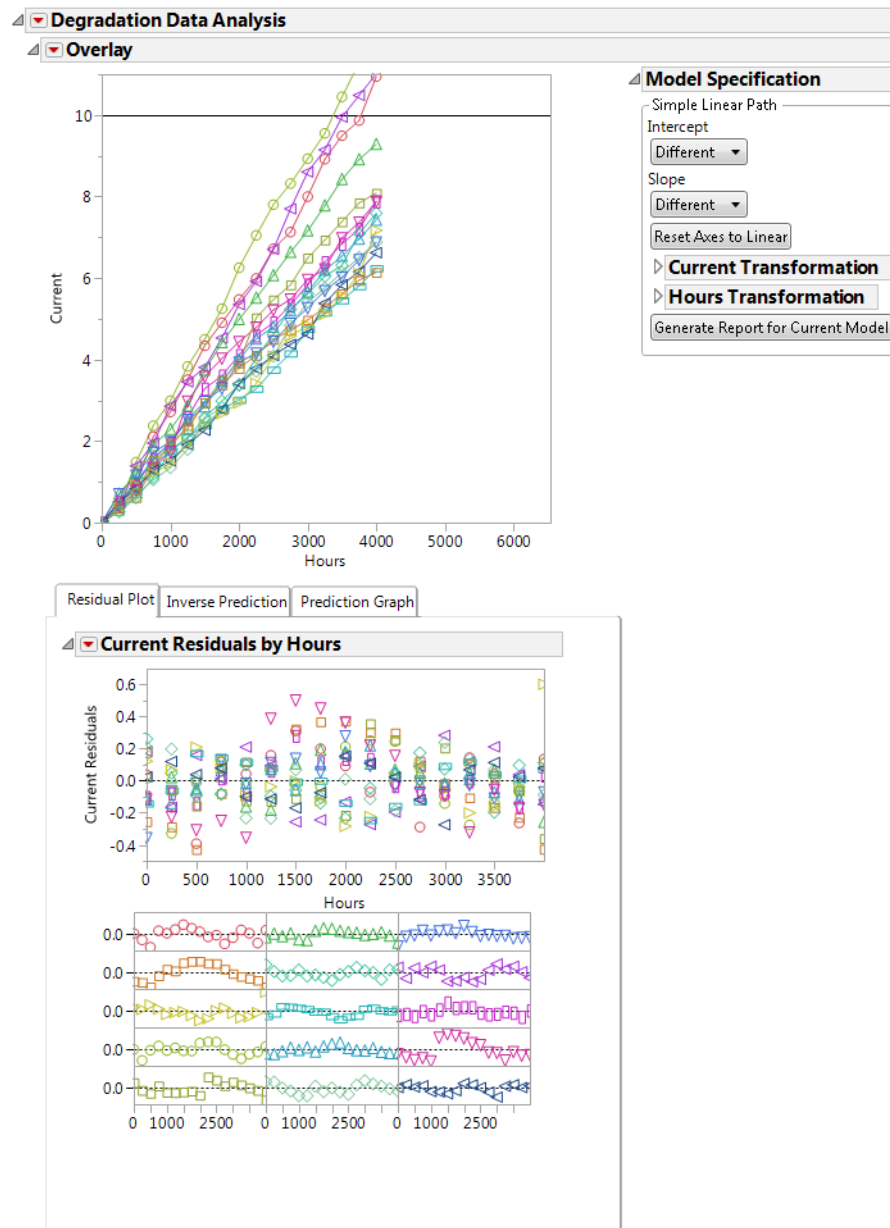 Degradation Data Analysis
Overlay
10
8
6
4
2
0
Current
0 1000 2000 3000 4000 5000 6000
Hours
Model Specification
Simple Linear Path
Intercept
Different
Slope
Different
Reset Axes to Linear
Current Transformation
Hours Transformation
Generate Report for Current Model
Residual Plot Inverse Prediction Prediction Graph
Current Residuals by Hours
0.6
0.4
0.2
0.0
-0.2
-0.4
Current Residuals
0 500 1000 1500 2000 2500 3000 3500
Hours
0.0
0.0
0.0
0.0
0.0
0 1000 2500 0 1000 2500 0 1000 2500